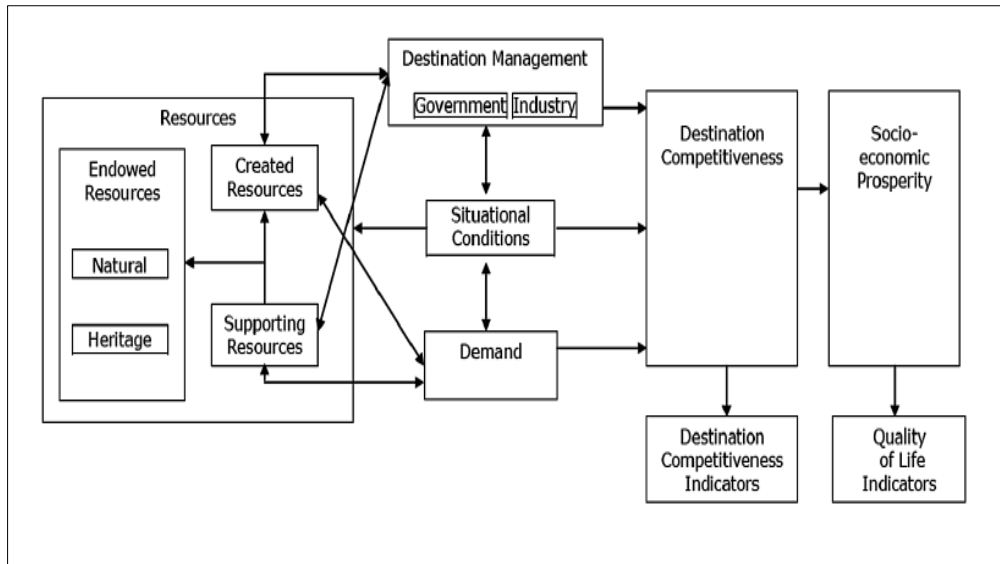 Destination Management
Government Industry
Resources
Endowed
Resources
Natural
Heritage
Created
Resources
Supporting
Resources
Situational
Conditions
Demand
Destination
Competitiveness
Socio-
economic
Prosperity
Destination
Competitiveness
Indicators
Quality
of Life
Indicators